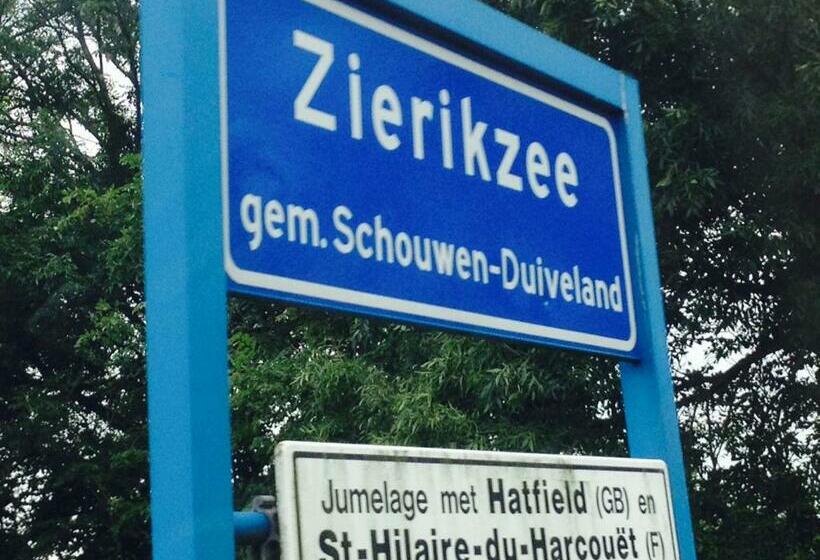 Zierikzee
gem. Schouwen-Duiveland
Jumelage met Hatfield (GB) en
St.-Hilaire-du-Harcouët (F)